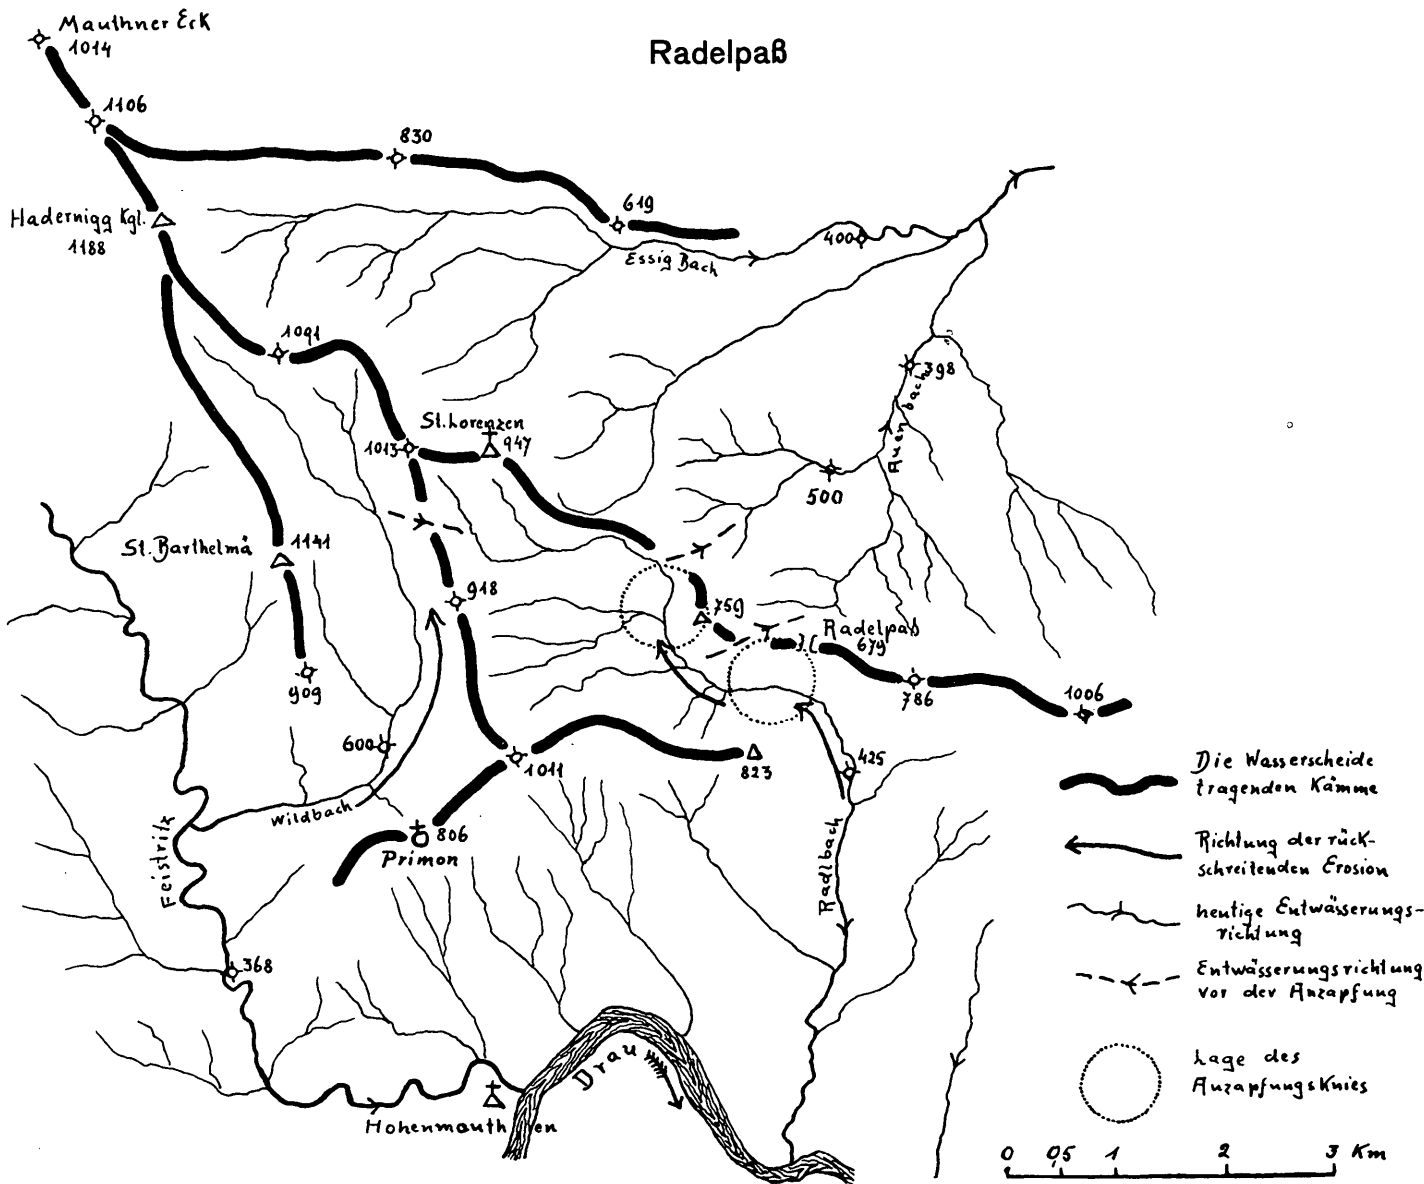 Radelpaß
Mauthner Eck
1014
1106
830
619
Hadernigg Kgl.
1188
400
Essig Bach
1091
398
Auen bach
St. Lorenzen
947
1013
500
St. Barthelmä
1141
918
759
Radelpaß
679
909
786
1006
600
1011
823
425
Wildbach
806
Primon
Feistritz
Radlbach
368
Drau
Hohenmauthen
Die Wasserscheide
tragenden Kämme
Richtung der rück-
schreitenden Erosion
heutige Entwässerungs-
richtung
Entwässerungsrichtung
vor der Anzapfung
Lage des
Anzapfungsknies
0 0,5 1 2 3 Km